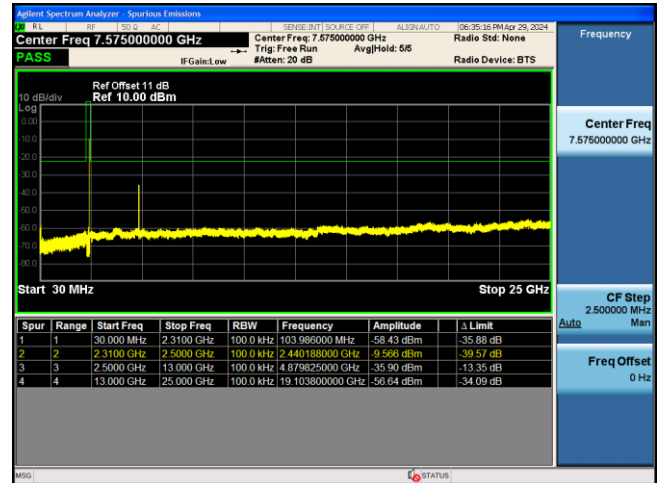 Agilent Spectrum Analyzer - Spurious Emissions
RL RF 50 Ω AC SENSE:INT SOURCE OFF ALIGN AUTO 06:35:16 PM Apr 29, 2024
Center Freq 7.575000000 GHz
Center Freq: 7.575000000 GHz
Radio Std: None
Trig: Free Run Avg|Hold: 5/5
PASS
IFGain:Low
#Atten: 20 dB
Radio Device: BTS
Frequency
Ref Offset 11 dB
10 dB/div Ref 10.00 dBm
Log
0.00
-10.0
-20.0
-30.0
-40.0
-50.0
-60.0
-70.0
-80.0
Start 30 MHz Stop 25 GHz
Center Freq
7.575000000 GHz
CF Step
2.500000 MHz
Auto Man
Freq Offset
0 Hz
Spur Range Start Freq Stop Freq RBW Frequency Amplitude Δ Limit
1 1 30.000 MHz 2.3100 GHz 100.0 kHz 103.986000 MHz -58.43 dBm -35.88 dB
2 2 2.3100 GHz 2.5000 GHz 100.0 kHz 2.440188000 GHz -9.566 dBm -39.57 dB
3 3 2.5000 GHz 13.000 GHz 100.0 kHz 4.879825000 GHz -35.90 dBm -13.35 dB
4 4 13.000 GHz 25.000 GHz 100.0 kHz 19.103800000 GHz -56.64 dBm -34.09 dB
MSG STATUS